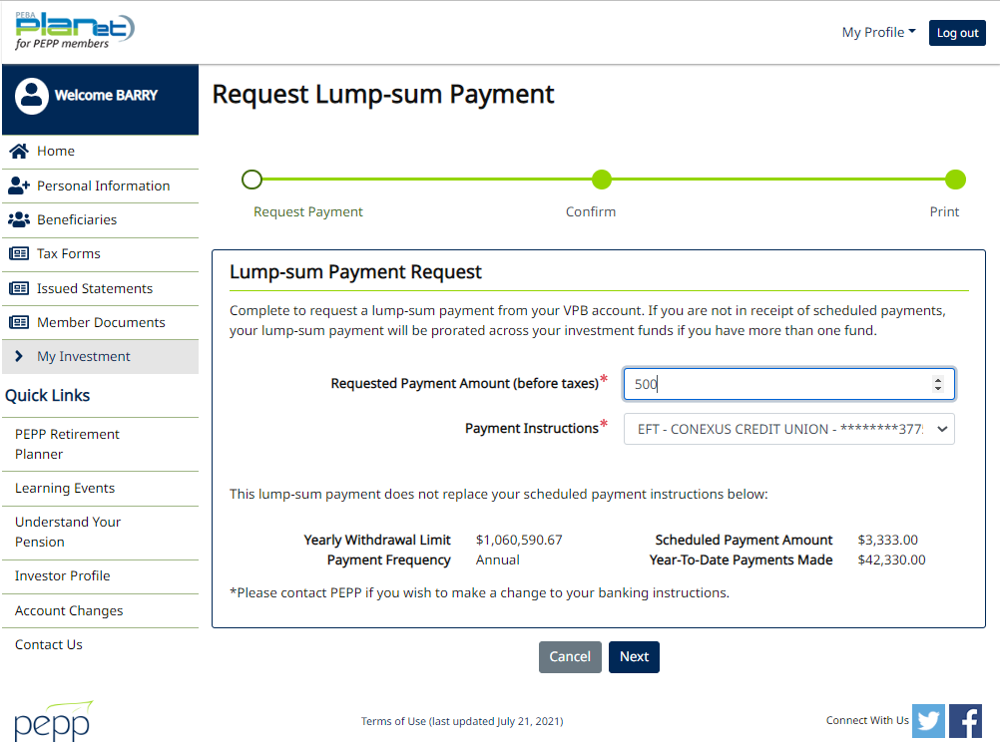 PEBA
planet
for PEPP members
My Profile
Log out
Welcome BARRY
Home
Personal Information
Beneficiaries
Tax Forms
Issued Statements
Member Documents
My Investment
Quick Links
PEPP Retirement
Planner
Learning Events
Understand Your
Pension
Investor Profile
Account Changes
Contact Us
Request Lump-sum Payment
Request Payment
Confirm
Print
Lump-sum Payment Request
Complete to request a lump-sum payment from your VPB account. If you are not in receipt of scheduled payments,
your lump-sum payment will be prorated across your investment funds if you have more than one fund.
Requested Payment Amount (before taxes)* 500
Payment Instructions* EFT - CONEXUS CREDIT UNION - ********3775
This lump-sum payment does not replace your scheduled payment instructions below:
Yearly Withdrawal Limit $1,060,590.67 Scheduled Payment Amount $3,333.00
Payment Frequency Annual Year-To-Date Payments Made $42,330.00
*Please contact PEPP if you wish to make a change to your banking instructions.
Cancel Next
pepp
Terms of Use (last updated July 21, 2021)
Connect With Us